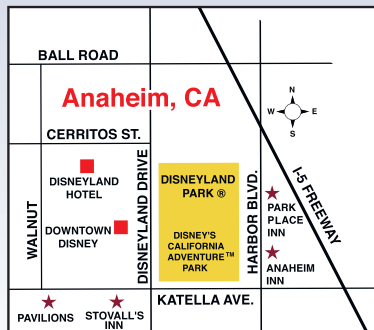 BALL ROAD
Anaheim, CA
N
W E
S
CERRITOS ST.
DISNEYLAND
HOTEL
DOWNTOWN
DISNEY
WALNUT
DISNEYLAND DRIVE
DISNEYLAND
PARK ®
DISNEY'S
CALIFORNIA
ADVENTURE™
PARK
HARBOR BLVD.
I-5 FREEWAY
PARK
PLACE
INN
ANAHEIM
INN
KATELLA AVE.
PAVILIONS
STOVALL'S
INN